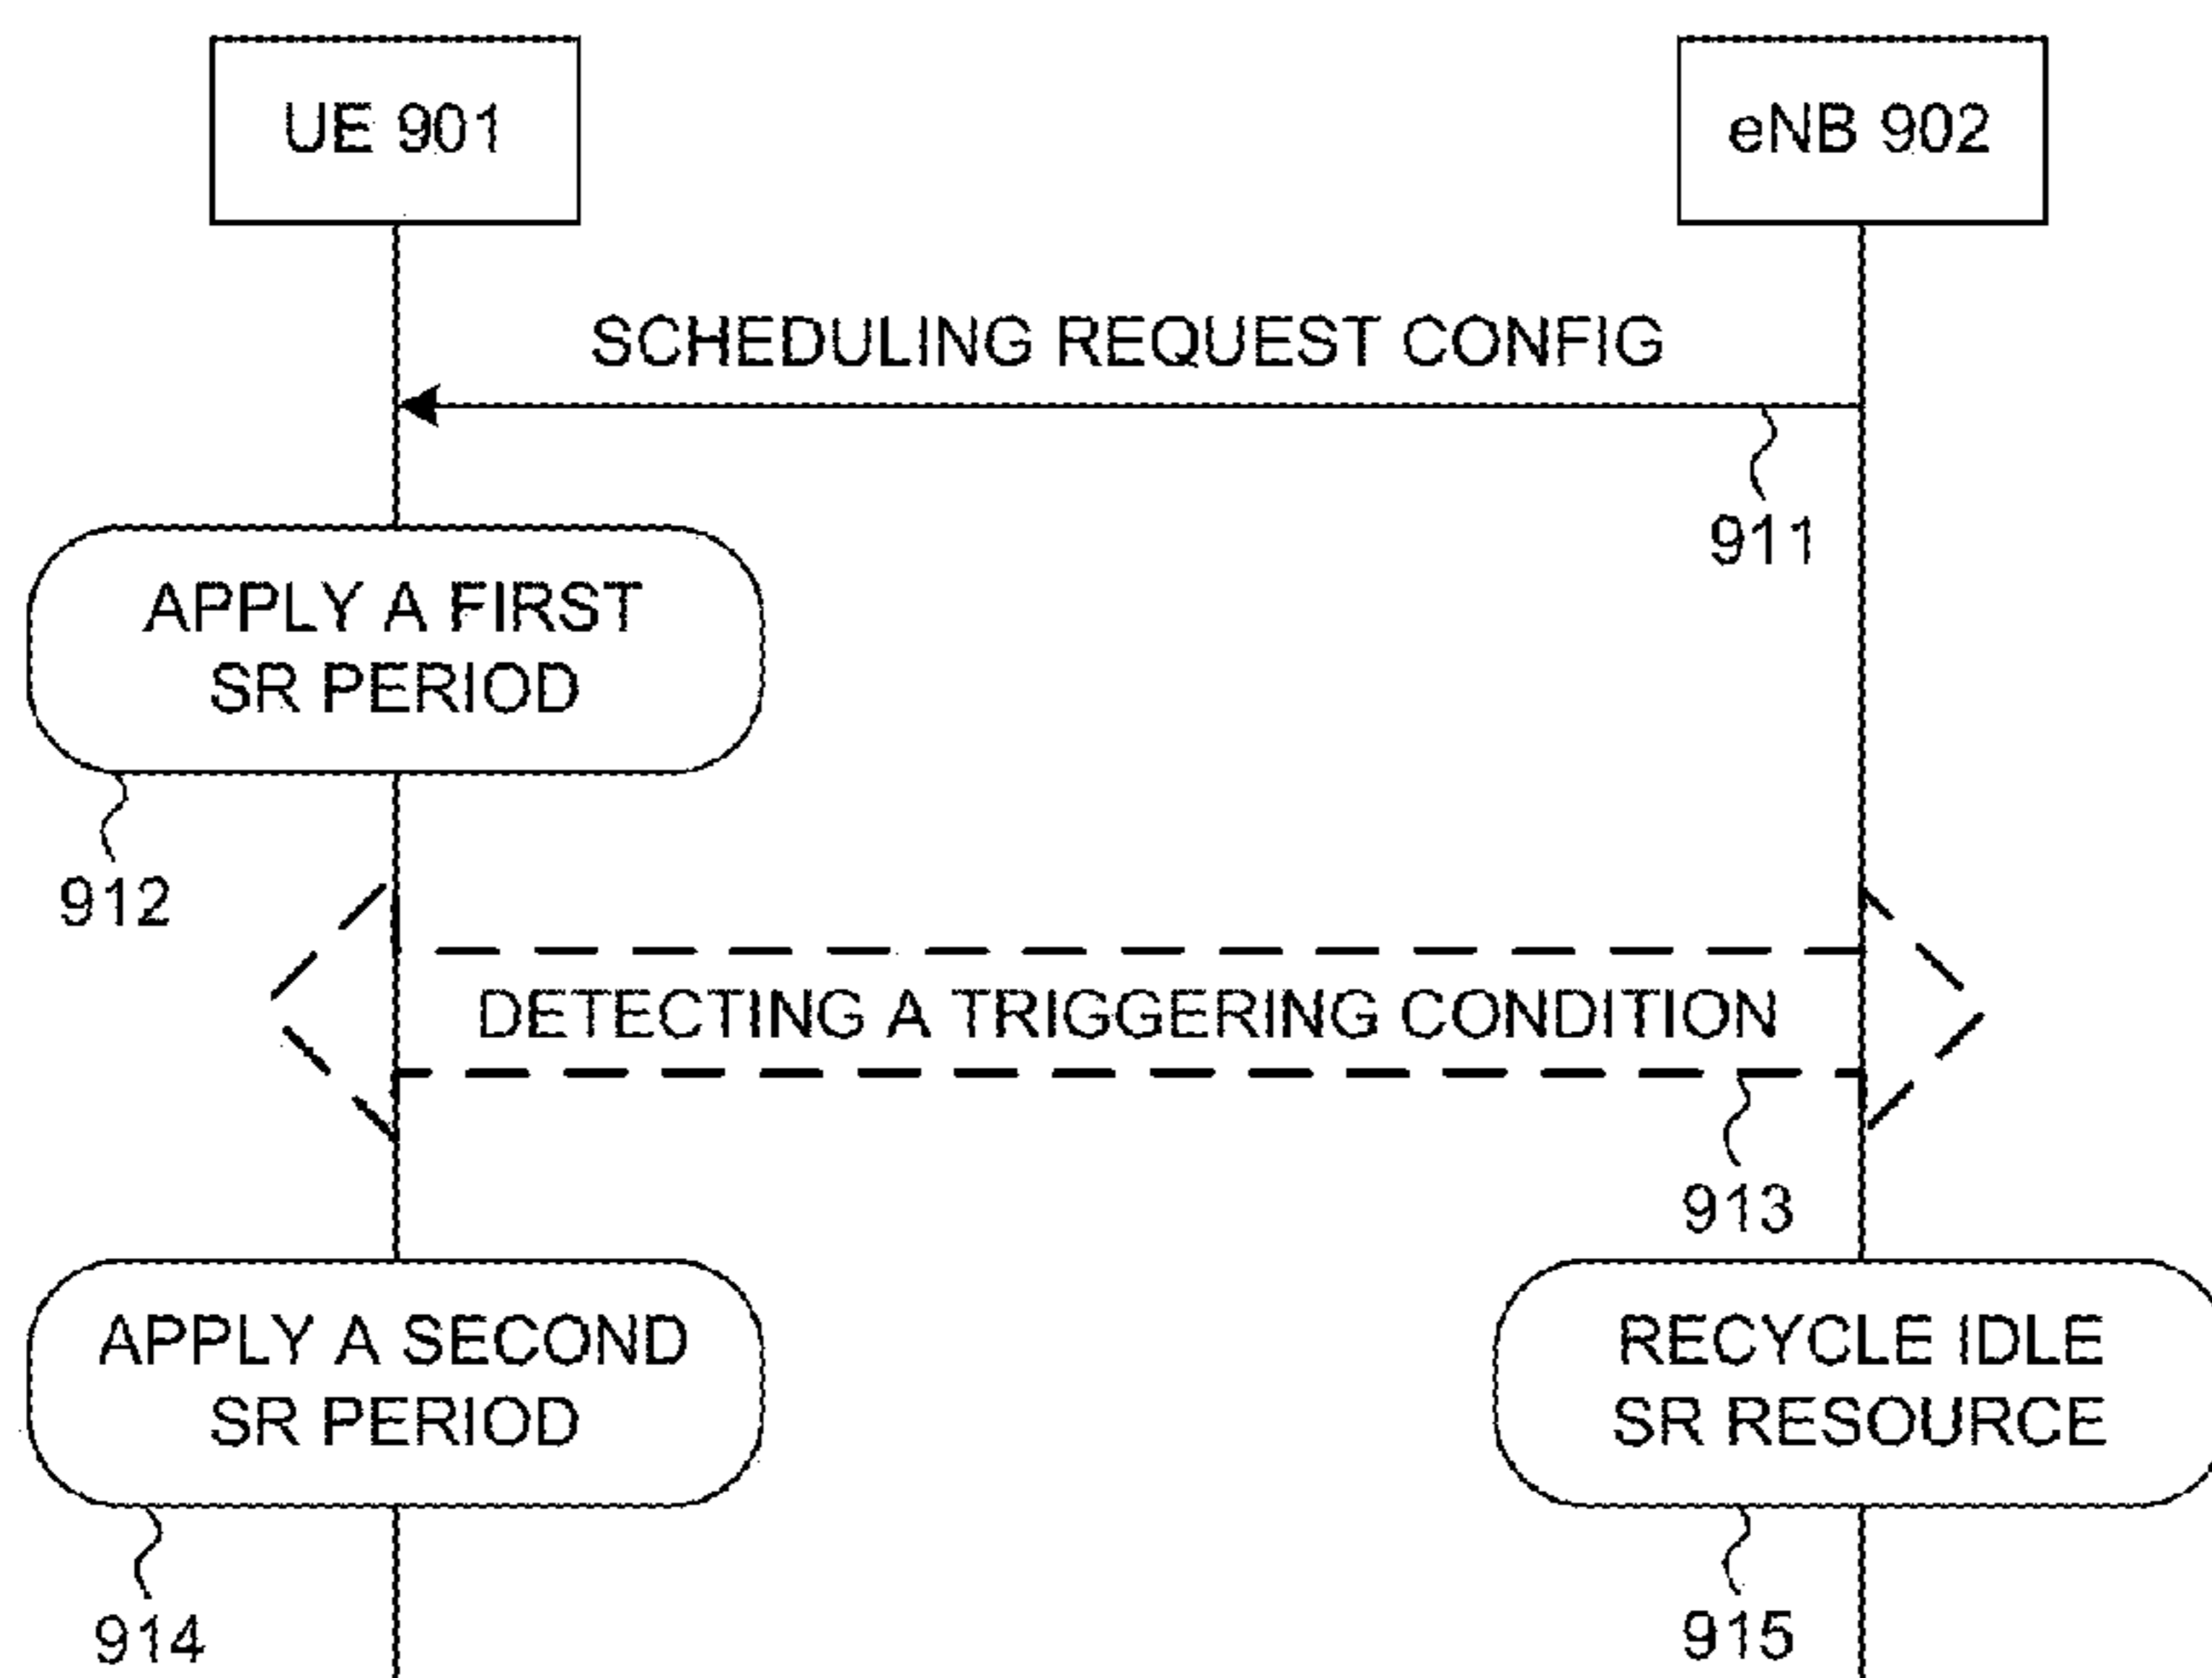 UE 901
eNB 902
SCHEDULING REQUEST CONFIG
911
APPLY A FIRST
SR PERIOD
912
DETECTING A TRIGGERING CONDITION
913
APPLY A SECOND
SR PERIOD
RECYCLE IDLE
SR RESOURCE
914
915